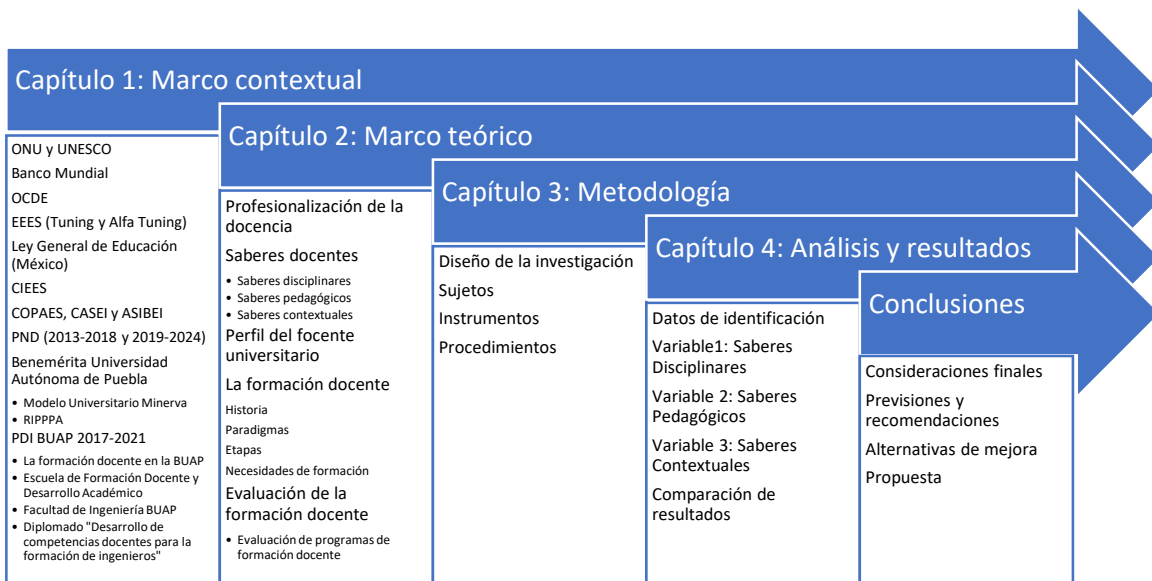 Capítulo 1: Marco contextual
ONU y UNESCO
Banco Mundial
OCDE
EEES (Tuning y Alfa Tuning)
Ley General de Educación
(México)
CIEES
COPAES, CASEI y ASIBEI
PND (2013-2018 y 2019-2024)
Benemérita Universidad
Autónoma de Puebla
• Modelo Universitario Minerva
• RIPPPA
PDI BUAP 2017-2021
• La formación docente en la BUAP
• Escuela de Formación Docente y
Desarrollo Académico
• Facultad de Ingeniería BUAP
• Diplomado "Desarrollo de
competencias docentes para la
formación de ingenieros"
Capítulo 2: Marco teórico
Profesionalización de la
docencia
Saberes docentes
• Saberes disciplinares
• Saberes pedagógicos
• Saberes contextuales
Perfil del focente
universitario
La formación docente
Historia
Paradigmas
Etapas
Necesidades de formación
Evaluación de la
formación docente
• Evaluación de programas de
formación docente
Capítulo 3: Metodología
Diseño de la investigación
Sujetos
Instrumentos
Procedimientos
Capítulo 4: Análisis y resultados
Datos de identificación
Variable1: Saberes
Disciplinares
Variable 2: Saberes
Pedagógicos
Variable 3: Saberes
Contextuales
Comparación de
resultados
Conclusiones
Consideraciones finales
Previsiones y
recomendaciones
Alternativas de mejora
Propuesta